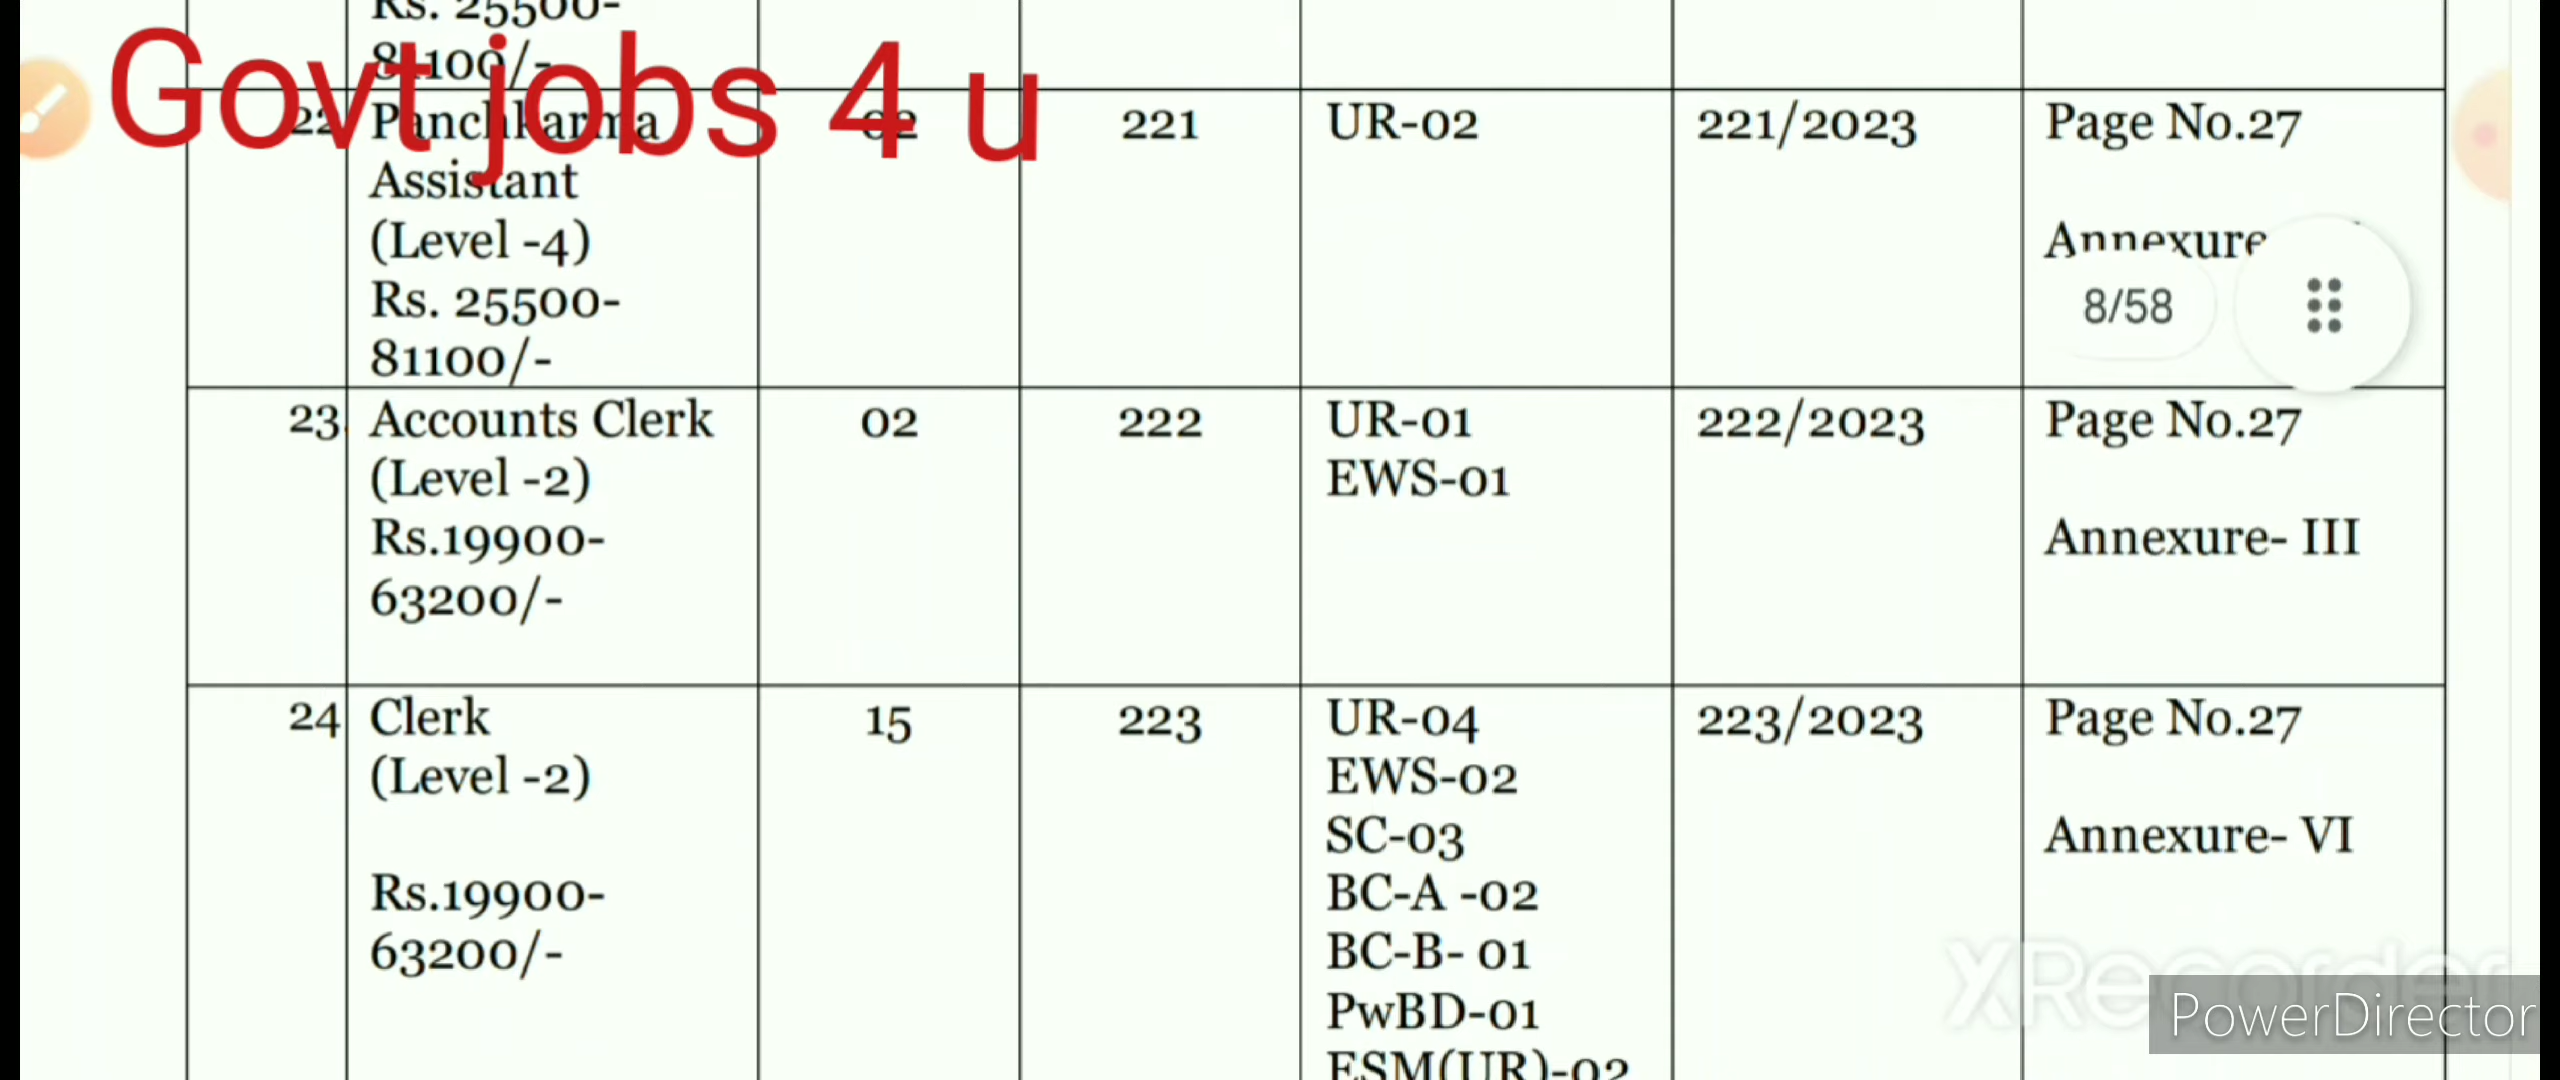 Rs. 25500-
81100/-
Govt jobs 4 u
22 Panchkarma 02 221 UR-02 221/2023 Page No.27
Assistant
(Level -4) Annexure
Rs. 25500- 8/58
81100/-
23. Accounts Clerk 02 222 UR-01 222/2023 Page No.27
(Level -2) EWS-01
Rs.19900- Annexure- III
63200/-
24 Clerk 15 223 UR-04 223/2023 Page No.27
(Level -2) EWS-02
SC-03 Annexure- VI
Rs.19900- BC-A -02
63200/- BC-B- 01
PwBD-01
ESM(UR)-02
XRecorder
PowerDirector